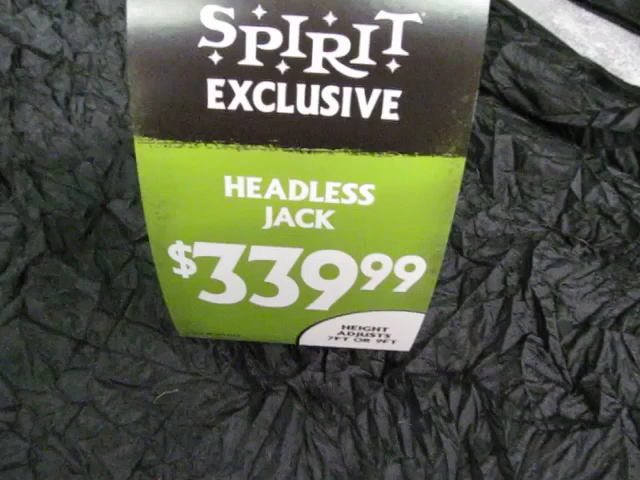 SPIRIT
EXCLUSIVE
HEADLESS
JACK
$339.99
HEIGHT
ADJUSTS
7FT OR 9FT